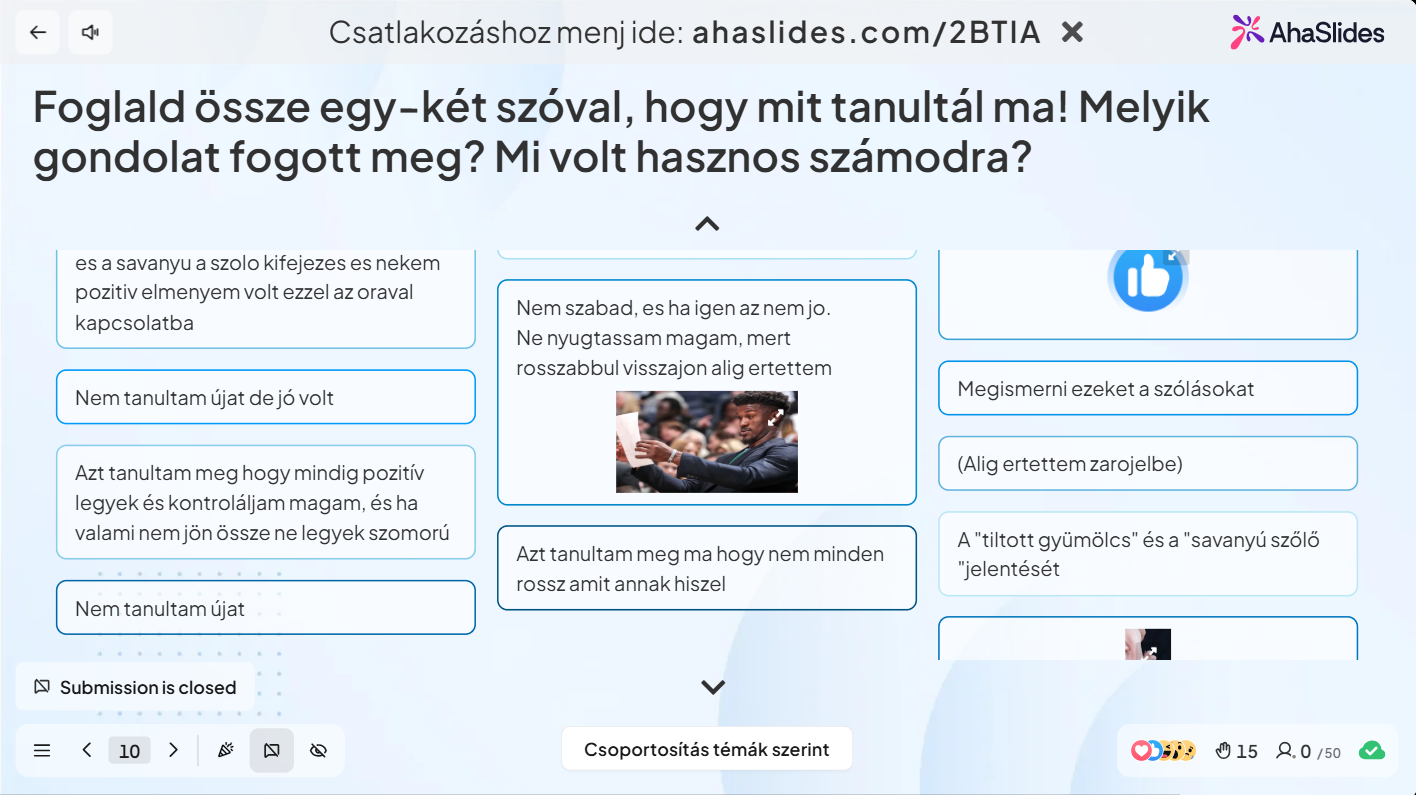 Csatlakozáshoz menj ide: ahaslides.com/2BTIA
AhaSlides
Foglald össze egy-két szóval, hogy mit tanultál ma! Melyik
gondolat fogott meg? Mi volt hasznos számodra?
es a savanyu a szolo kifejezes es nekem
pozitiv elmenyem volt ezzel az oraval
kapcsolatba
Nem tanultam újat de jó volt
Azt tanultam meg hogy mindig pozitív
legyek és kontroláljam magam, és ha
valami nem jön össze ne legyek szomorú
Nem tanultam újat
Nem szabad, es ha igen az nem jo.
Ne nyugtassam magam, mert
rosszabbul visszajon alig ertettem
Azt tanultam meg ma hogy nem minden
rossz amit annak hiszel
Megismerni ezeket a szólásokat
(Alig ertettem zarojelbe)
A "tiltott gyümölcs" és a "savanyú szőlő
"jelentését
Submission is closed
10
Csoportosítás témák szerint
15
0 /50